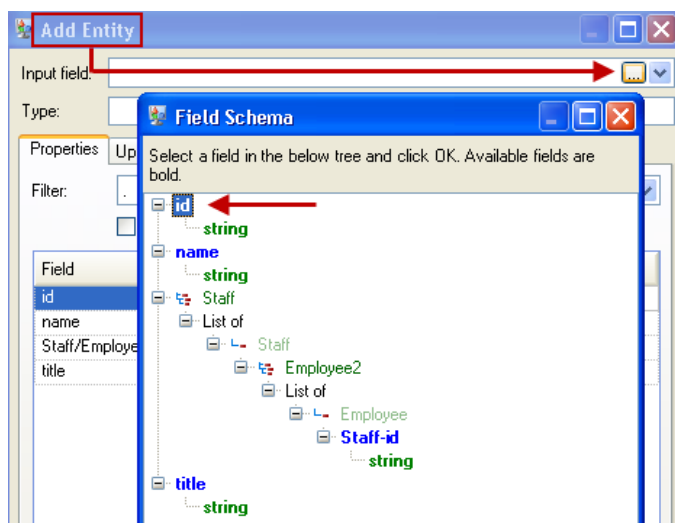 Add Entity
Input field:
...
Type:
Field Schema
Properties
Up
Select a field in the below tree and click OK. Available fields are
bold.
Filter:
.
id
string
name
string
Field
id
name
Staff/Employe
title
Staff
List of
Staff
Employee2
List of
Employee
Staff-id
string
title
string